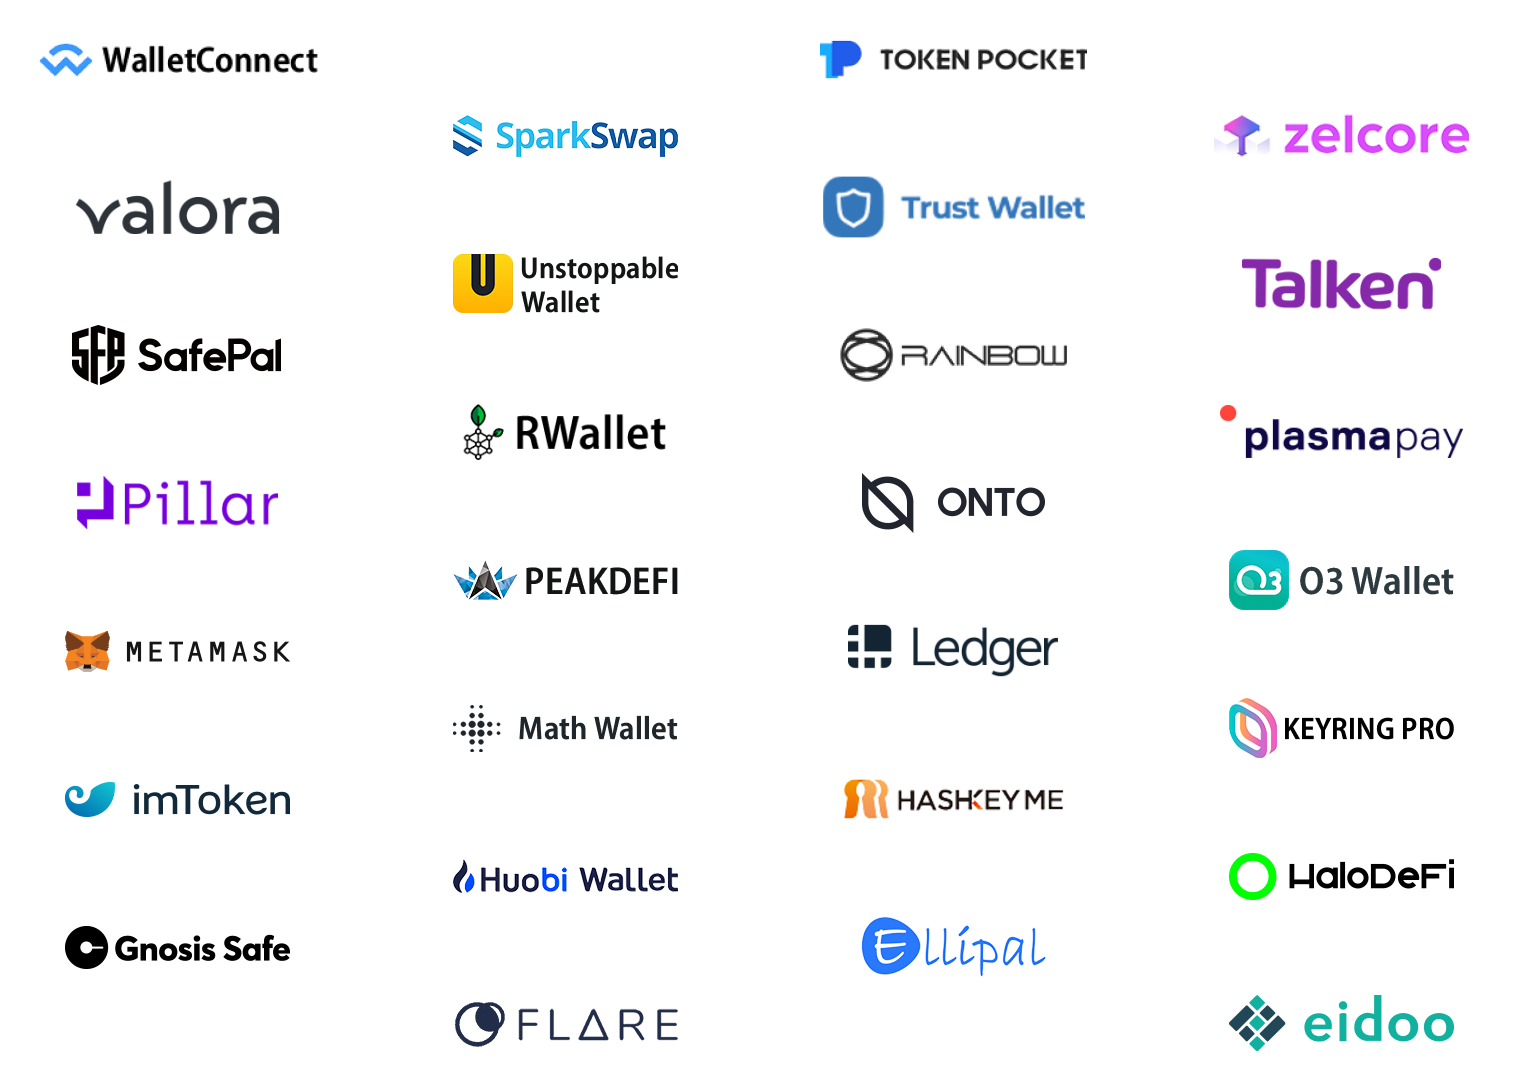 WalletConnect
TOKEN POCKET
SparkSwap
zelcore
valora
Trust Wallet
Unstoppable
Wallet
Talken
SafePal
RAINBOW
RWallet
plasmapay
Pillar
ONTO
PEAKDEFI
O3 Wallet
METAMASK
Ledger
Math Wallet
KEYRING PRO
imToken
HASHKEY ME
Huobi Wallet
HaloDeFi
Gnosis Safe
Ellipal
FLARE
eidoo